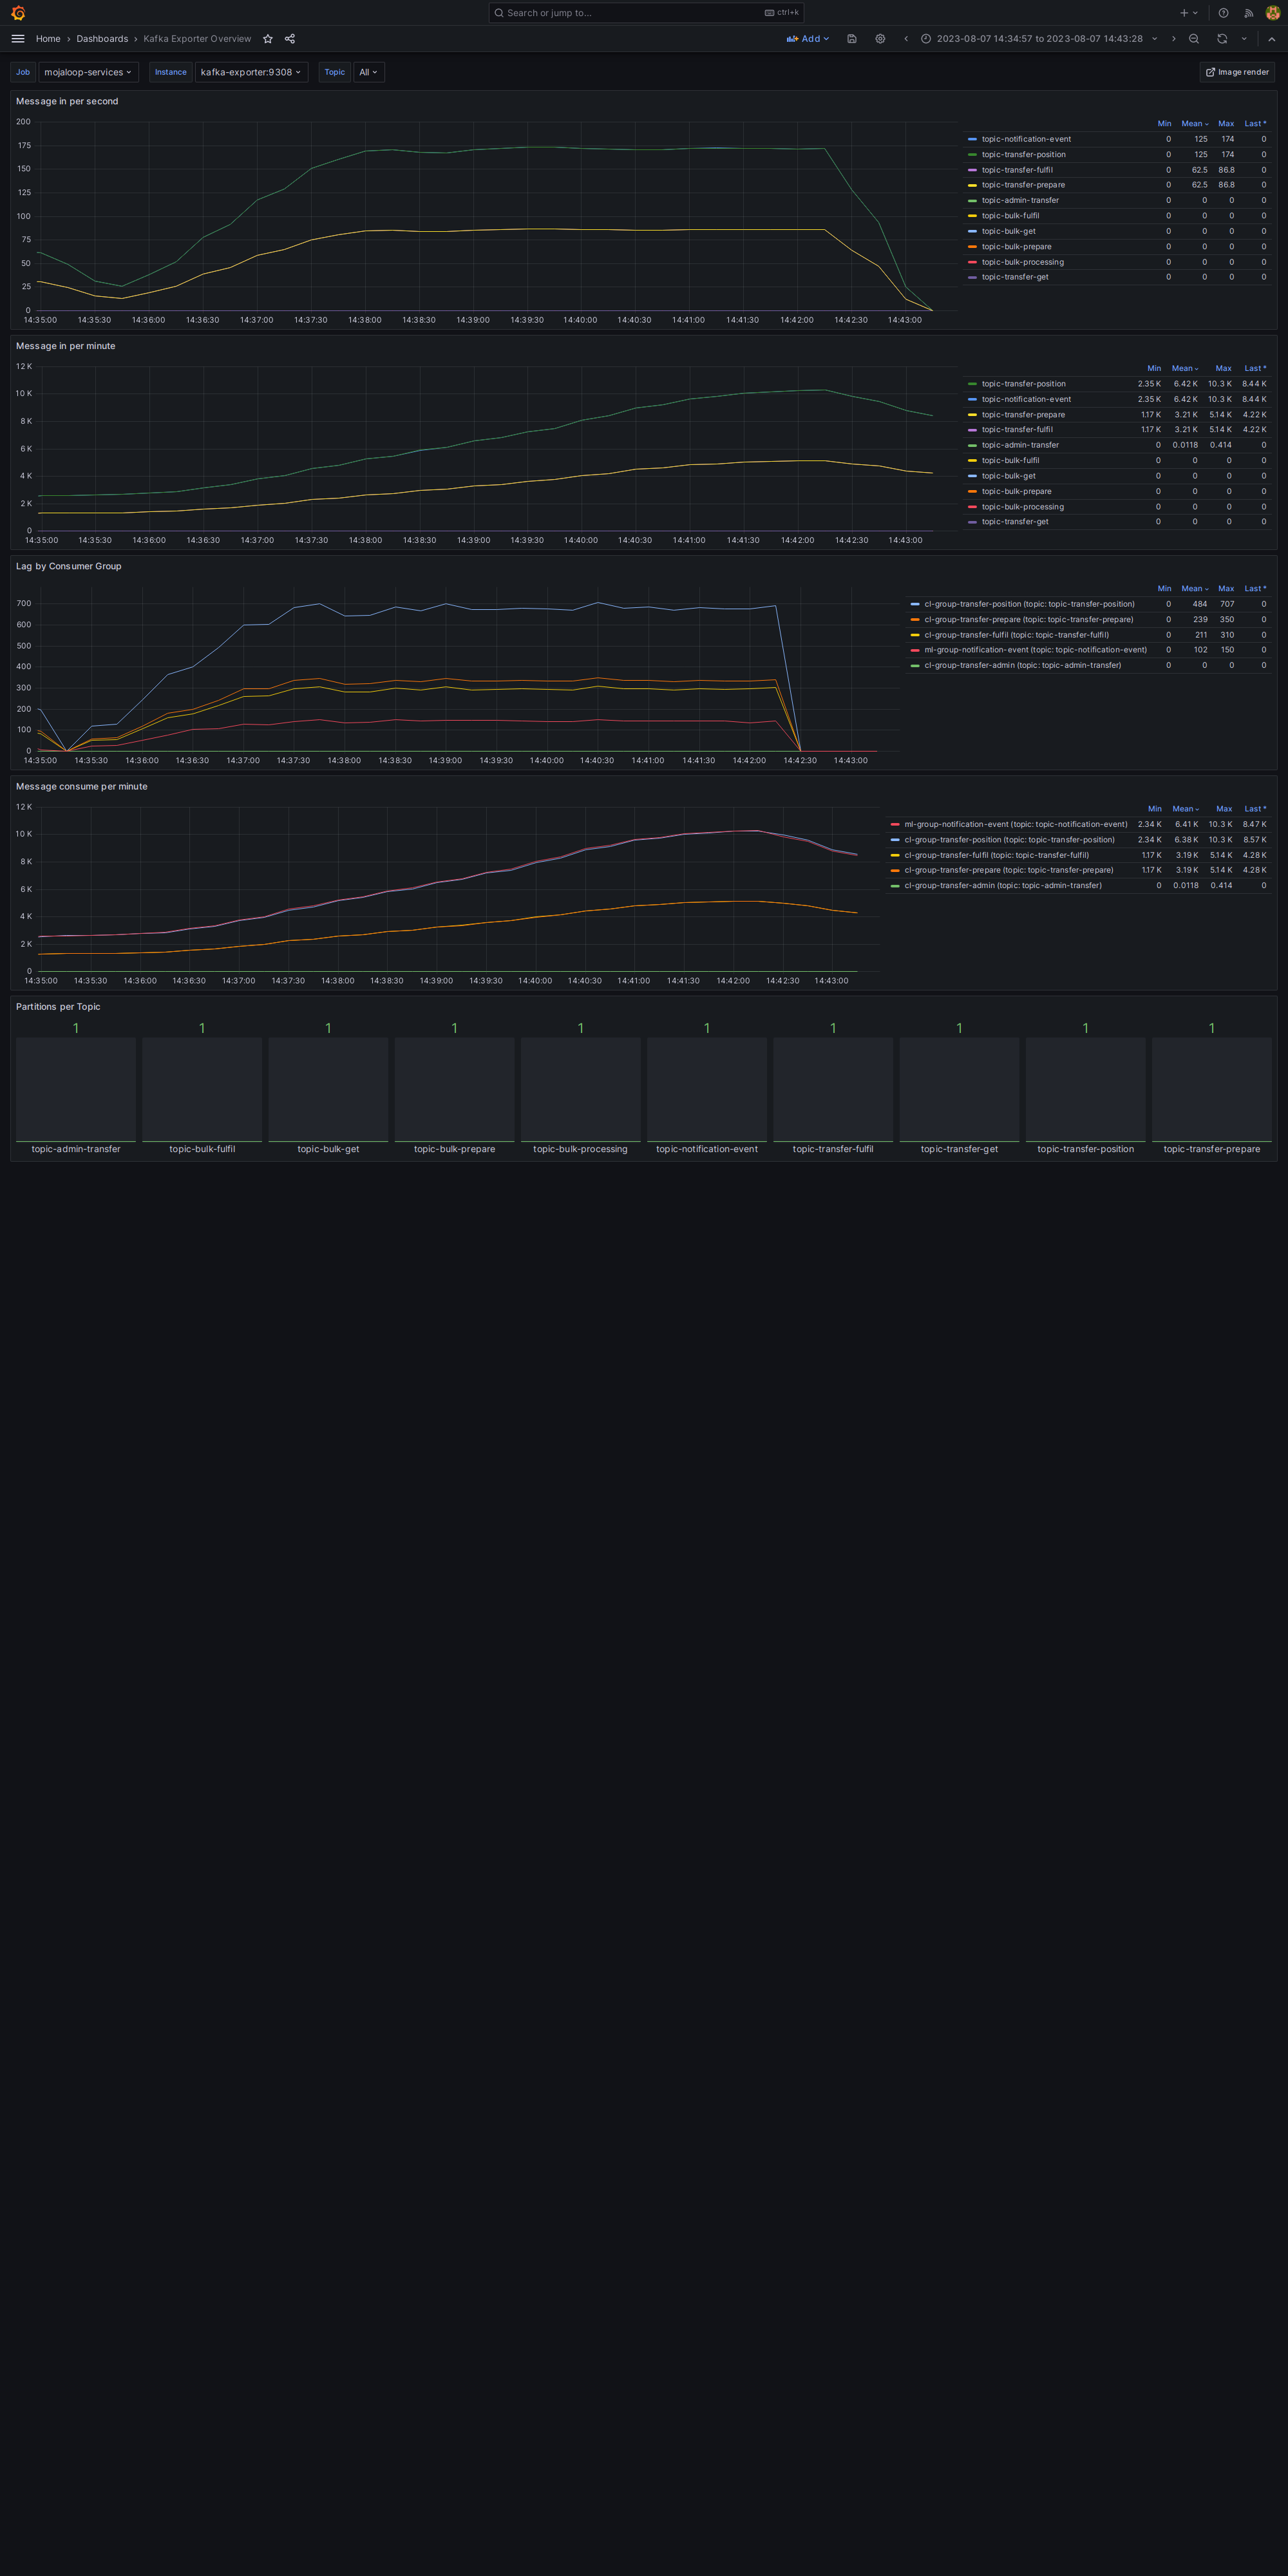 Search or jump to... ctrl+k
Home › Dashboards › Kafka Exporter Overview Add 2023-08-07 14:34:57 to 2023-08-07 14:43:28
Job mojaloop-services Instance kafka-exporter:9308 Topic All Image render
Message in per second
200
175
150
125
100
75
50
25
0
14:35:00 14:35:30 14:36:00 14:36:30 14:37:00 14:37:30 14:38:00 14:38:30 14:39:00 14:39:30 14:40:00 14:40:30 14:41:00 14:41:30 14:42:00 14:42:30 14:43:00
Min Mean Max Last *
topic-notification-event 0 125 174 0
topic-transfer-position 0 125 174 0
topic-transfer-fulfil 0 62.5 86.8 0
topic-transfer-prepare 0 62.5 86.8 0
topic-admin-transfer 0 0 0 0
topic-bulk-fulfil 0 0 0 0
topic-bulk-get 0 0 0 0
topic-bulk-prepare 0 0 0 0
topic-bulk-processing 0 0 0 0
topic-transfer-get 0 0 0 0
Message in per minute
12 K
10 K
8 K
6 K
4 K
2 K
0
14:35:00 14:35:30 14:36:00 14:36:30 14:37:00 14:37:30 14:38:00 14:38:30 14:39:00 14:39:30 14:40:00 14:40:30 14:41:00 14:41:30 14:42:00 14:42:30 14:43:00
Min Mean Max Last *
topic-transfer-position 2.35 K 6.42 K 10.3 K 8.44 K
topic-notification-event 2.35 K 6.42 K 10.3 K 8.44 K
topic-transfer-prepare 1.17 K 3.21 K 5.14 K 4.22 K
topic-transfer-fulfil 1.17 K 3.21 K 5.14 K 4.22 K
topic-admin-transfer 0 0.0118 0.414 0
topic-bulk-fulfil 0 0 0 0
topic-bulk-get 0 0 0 0
topic-bulk-prepare 0 0 0 0
topic-bulk-processing 0 0 0 0
topic-transfer-get 0 0 0 0
Lag by Consumer Group
700
600
500
400
300
200
100
0
14:35:00 14:35:30 14:36:00 14:36:30 14:37:00 14:37:30 14:38:00 14:38:30 14:39:00 14:39:30 14:40:00 14:40:30 14:41:00 14:41:30 14:42:00 14:42:30 14:43:00
Min Mean Max Last *
cl-group-transfer-position (topic: topic-transfer-position) 0 484 707 0
cl-group-transfer-prepare (topic: topic-transfer-prepare) 0 239 350 0
cl-group-transfer-fulfil (topic: topic-transfer-fulfil) 0 211 310 0
ml-group-notification-event (topic: topic-notification-event) 0 102 150 0
cl-group-transfer-admin (topic: topic-admin-transfer) 0 0 0 0
Message consume per minute
12 K
10 K
8 K
6 K
4 K
2 K
0
14:35:00 14:35:30 14:36:00 14:36:30 14:37:00 14:37:30 14:38:00 14:38:30 14:39:00 14:39:30 14:40:00 14:40:30 14:41:00 14:41:30 14:42:00 14:42:30 14:43:00
Min Mean Max Last *
ml-group-notification-event (topic: topic-notification-event) 2.34 K 6.41 K 10.3 K 8.47 K
cl-group-transfer-position (topic: topic-transfer-position) 2.34 K 6.38 K 10.3 K 8.57 K
cl-group-transfer-fulfil (topic: topic-transfer-fulfil) 1.17 K 3.19 K 5.14 K 4.28 K
cl-group-transfer-prepare (topic: topic-transfer-prepare) 1.17 K 3.19 K 5.14 K 4.28 K
cl-group-transfer-admin (topic: topic-admin-transfer) 0 0.0118 0.414 0
Partitions per Topic
1 1 1 1 1 1 1 1 1 1
topic-admin-transfer topic-bulk-fulfil topic-bulk-get topic-bulk-prepare topic-bulk-processing topic-notification-event topic-transfer-fulfil topic-transfer-get topic-transfer-position topic-transfer-prepare